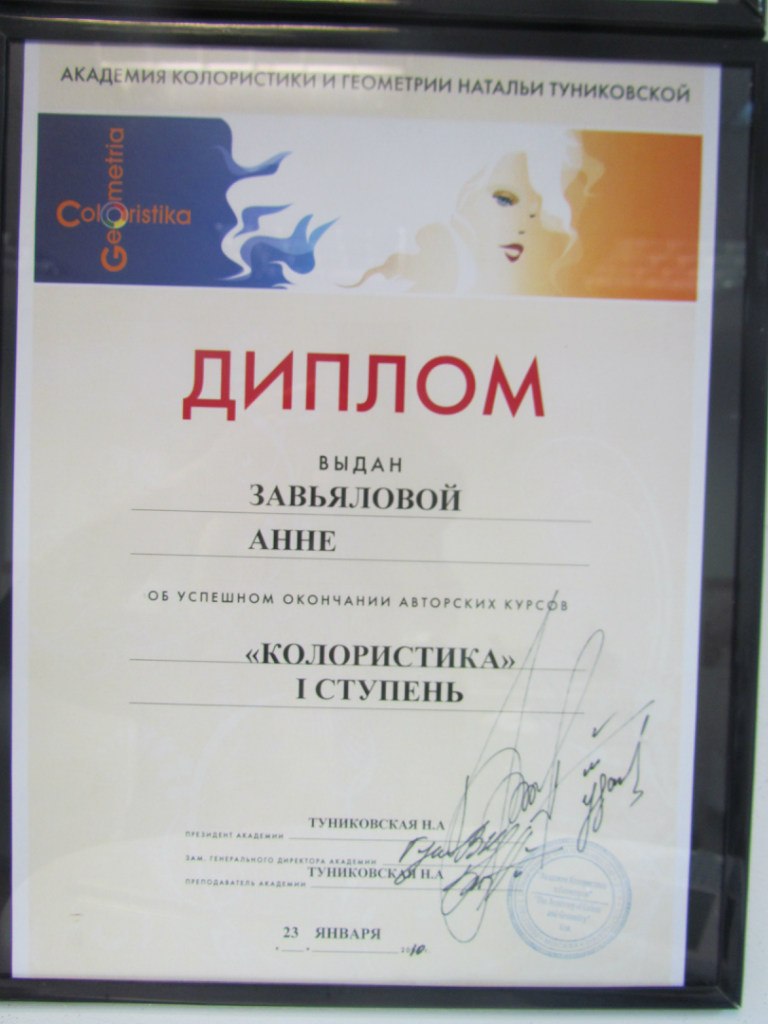 АКАДЕМИЯ КОЛОРИСТИКИ И ГЕОМЕТРИИ НАТАЛЬИ ТУНИКОВСКОЙ
Coloristika
Geometria
ДИПЛОМ
ВЫДАН
ЗАВЬЯЛОВОЙ
АННЕ
ОБ УСПЕШНОМ ОКОНЧАНИИ АВТОРСКИХ КУРСОВ
«КОЛОРИСТИКА»
I СТУПЕНЬ
ТУНИКОВСКАЯ Н.А
ПРЕЗИДЕНТ АКАДЕМИИ
ЗАМ. ГЕНЕРАЛЬНОГО ДИРЕКТОРА АКАДЕМИИ
ТУНИКОВСКАЯ Н.А
ПРЕПОДАВАТЕЛЬ АКАДЕМИИ
23 ЯНВАРЯ
2010г.